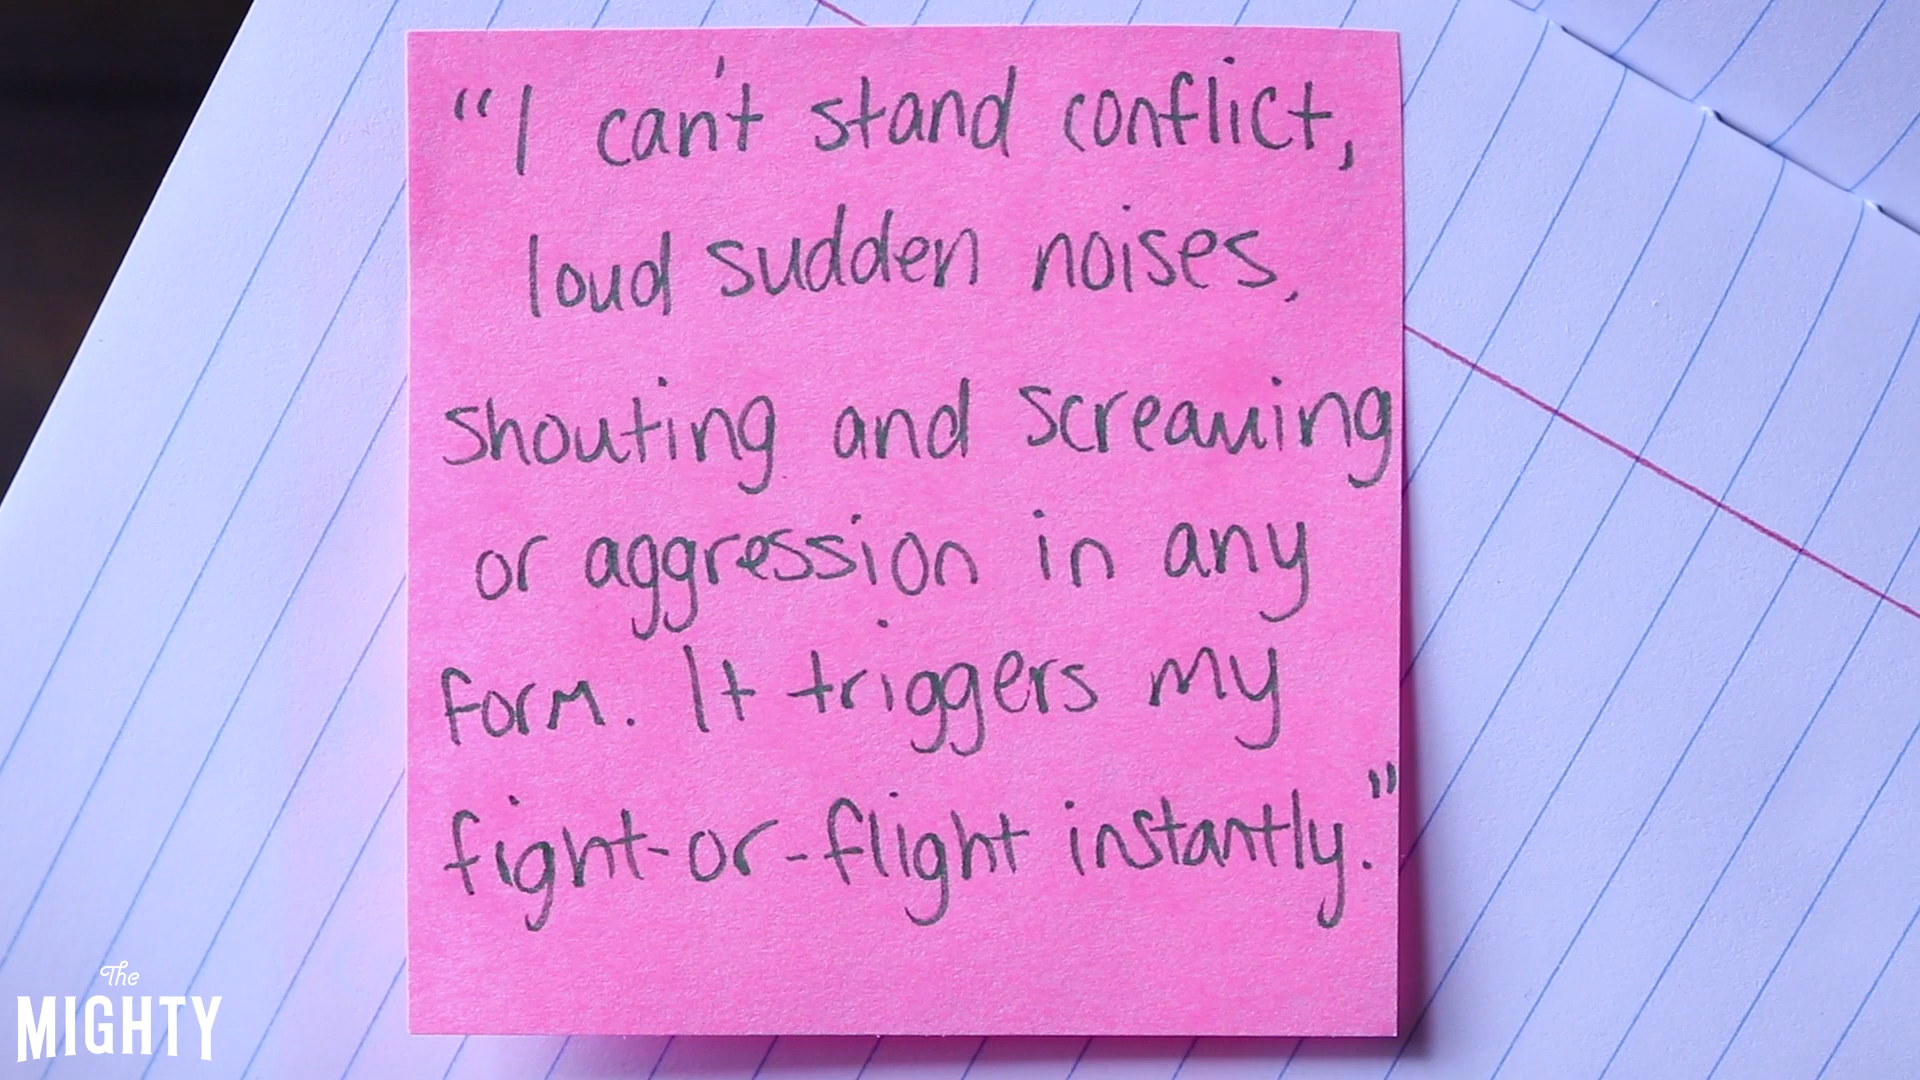 “I can't stand conflict,
loud sudden noises,
shouting and screaming
or aggression in any
form. It triggers my
fight-or-flight instantly.”
The
MIGHTY